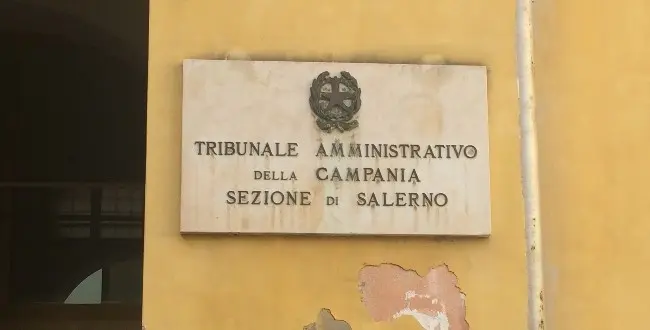 TRIBUNALE AMMINISTRATIVO
DELLA CAMPANIA
SEZIONE DI SALERNO